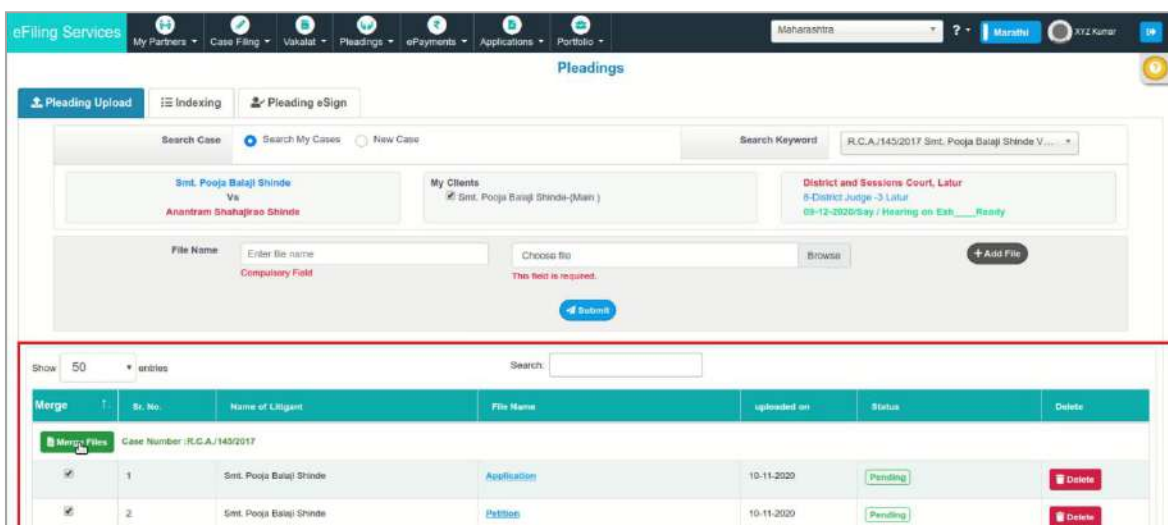 eFiling Services My Partners Case Filing Vakalat Pleadings ePayments Applications Portfolio Maharashtra ? Marathi XYZ Kumar
Pleadings
Pleading Upload Indexing Pleading eSign
Search Case Search My Cases New Case Search Keyword R.C.A./145/2017 Smt. Pooja Balaji Shinde V...
Smt. Pooja Balaji Shinde My Clients District and Sessions Court, Latur
Vs Smt. Pooja Balaji Shinde-(Main ) 6-District Judge -3 Latur
Anantram Shahajirao Shinde 09-12-2020/Say / Hearing on Exh____Ready
File Name Enter file name Choose file Browse + Add File
Compulsory Field This field is required.
Submit
Show 50 entries Search:
Merge Sr. No. Name of Litigant File Name uploaded on Status Delete
Merge Files Case Number :R.C.A./145/2017
1 Smt. Pooja Balaji Shinde Application 10-11-2020 Pending Delete
2 Smt. Pooja Balaji Shinde Petition 10-11-2020 Pending Delete